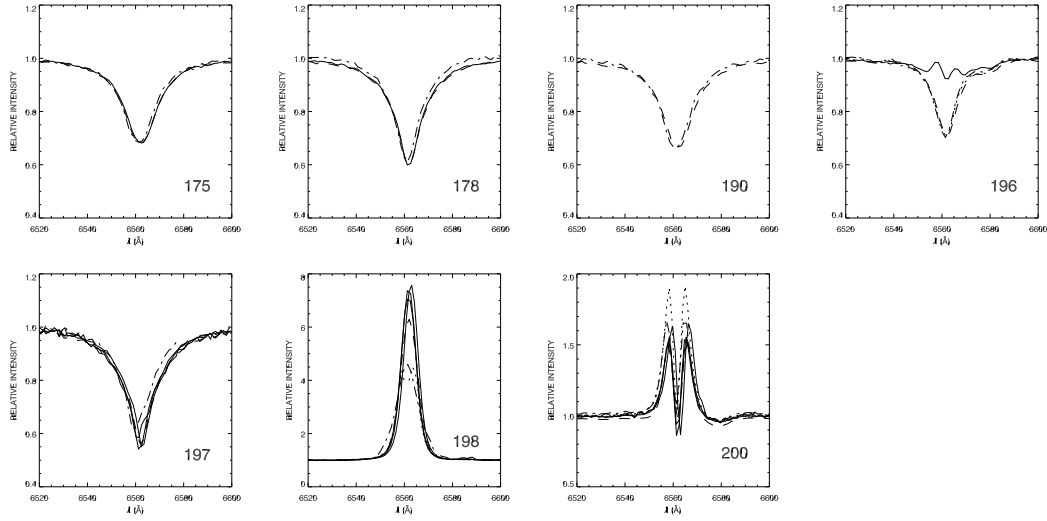 1.2 1.2 1.2 1.2
1.0 1.0 1.0 1.0
RELATIVE INTENSITY RELATIVE INTENSITY RELATIVE INTENSITY RELATIVE INTENSITY
0.8 0.8 0.8 0.8
0.6 0.6 0.6 0.6
175 178 190 196
0.4 0.4 0.4 0.4
6520 6540 6560 6580 6600 6520 6540 6560 6580 6600 6520 6540 6560 6580 6600 6520 6540 6560 6580 6600
λ (Å) λ (Å) λ (Å) λ (Å)
1.2 8 2.0
1.0 6 1.5
RELATIVE INTENSITY RELATIVE INTENSITY RELATIVE INTENSITY
0.8 4 1.0
0.6 2
197 198 200
0.4 0 0.5
6520 6540 6560 6580 6600 6520 6540 6560 6580 6600 6520 6540 6560 6580 6600
λ (Å) λ (Å) λ (Å)